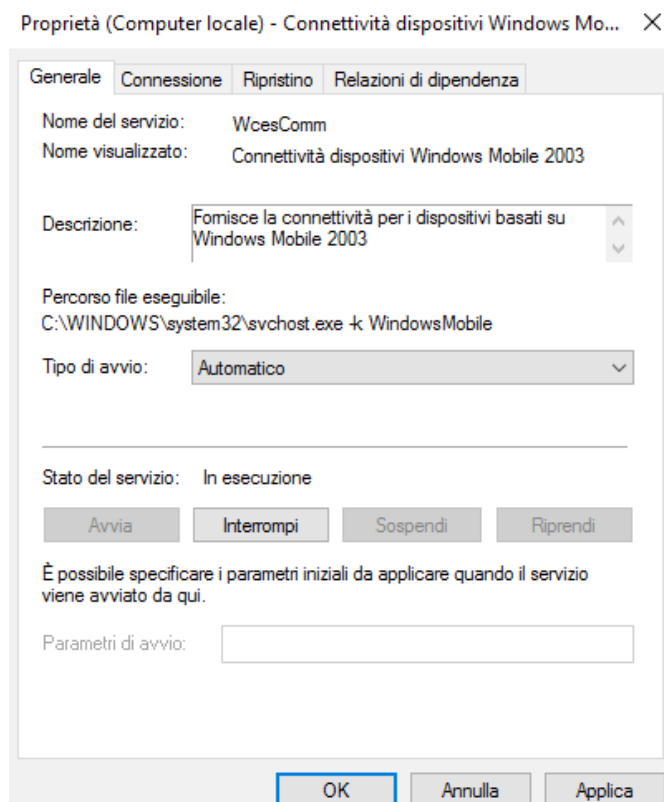 Proprietà (Computer locale) - Connettività dispositivi Windows Mo...
Generale Connessione Ripristino Relazioni di dipendenza
Nome del servizio: WcesComm
Nome visualizzato: Connettività dispositivi Windows Mobile 2003
Descrizione: Fornisce la connettività per i dispositivi basati su
Windows Mobile 2003
Percorso file eseguibile:
C:\WINDOWS\system32\svchost.exe -k WindowsMobile
Tipo di avvio: Automatico
Stato del servizio: In esecuzione
Avvia Interrompi Sospendi Riprendi
È possibile specificare i parametri iniziali da applicare quando il servizio
viene avviato da qui.
Parametri di avvio:
OK Annulla Applica